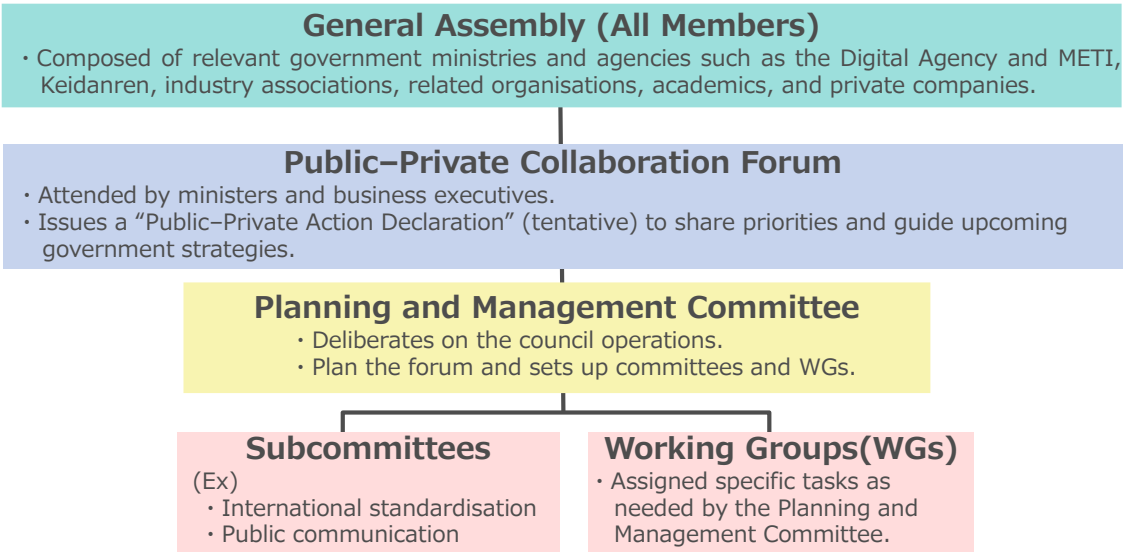 General Assembly (All Members)
・Composed of relevant government ministries and agencies such as the Digital Agency and METI,
Keidanren, industry associations, related organisations, academics, and private companies.
Public–Private Collaboration Forum
・Attended by ministers and business executives.
・Issues a “Public–Private Action Declaration” (tentative) to share priorities and guide upcoming
government strategies.
Planning and Management Committee
・Deliberates on the council operations.
・Plan the forum and sets up committees and WGs.
Subcommittees
(Ex)
・International standardisation
・Public communication
Working Groups(WGs)
・Assigned specific tasks as
needed by the Planning and
Management Committee.